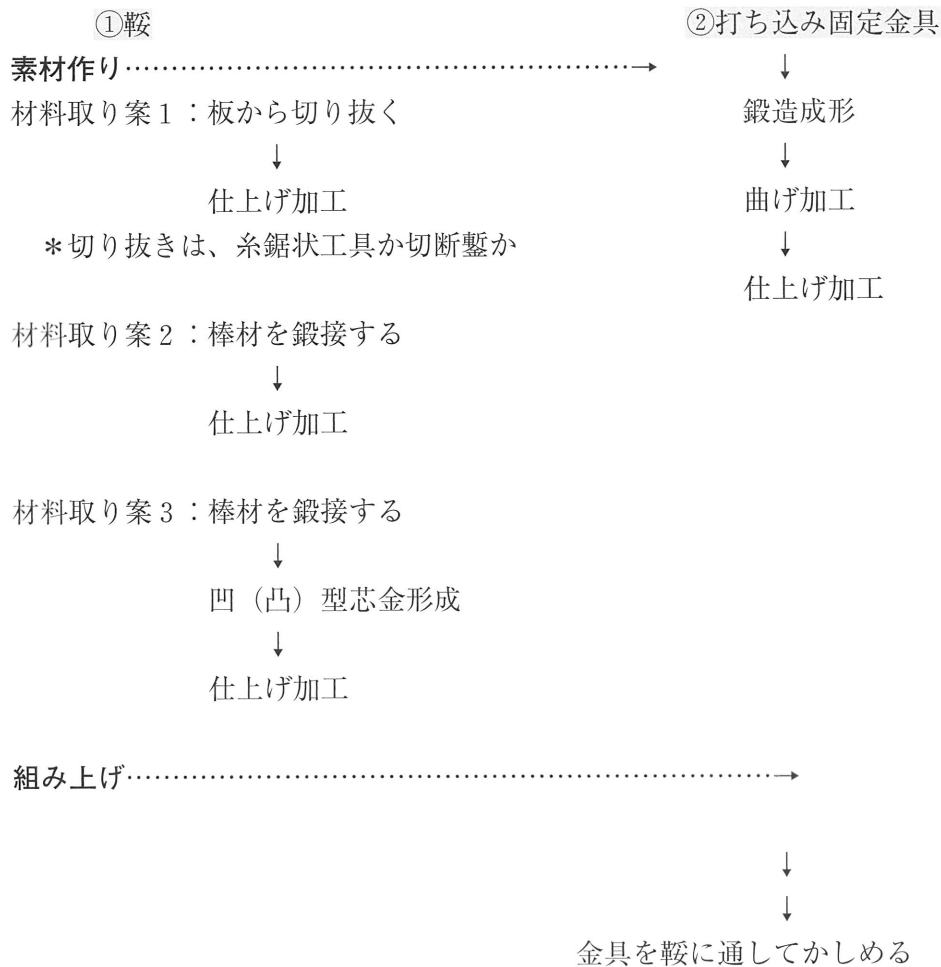 ①鞍 ②打ち込み固定金具
素材作り…………………………………………………→ ↓
材料取り案1：板から切り抜く 鍛造成形
↓ ↓
仕上げ加工 曲げ加工
＊切り抜きは、糸鋸状工具か切断鏨か ↓
仕上げ加工
材料取り案2：棒材を鍛接する
↓
仕上げ加工
材料取り案3：棒材を鍛接する
↓
凹（凸）型芯金形成
↓
仕上げ加工
組み上げ………………………………………………………………→
↓
↓
金具を鞍に通してかしめる